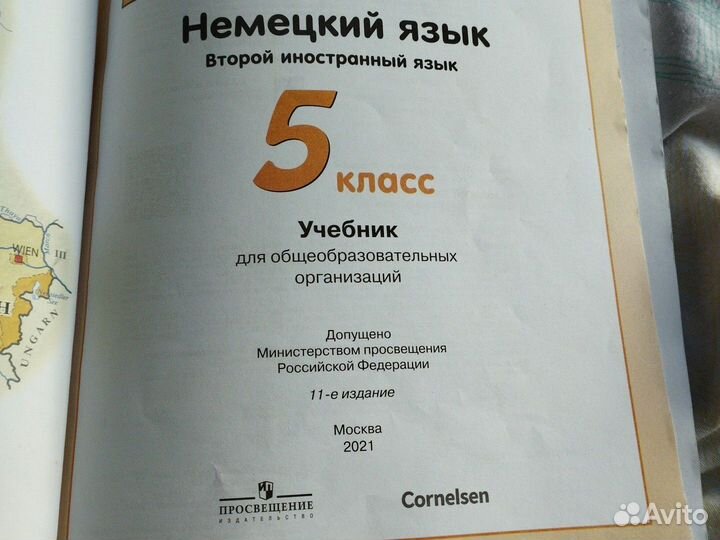 Немецкий язык
Второй иностранный язык
5 класс
Учебник
для общеобразовательных
организаций
Допущено
Министерством просвещения
Российской Федерации
11-е издание
Москва
2021
ПРОСВЕЩЕНИЕ
ИЗДАТЕЛЬСТВО
Cornelsen
WIEN
III
H
UNGARN
Avito